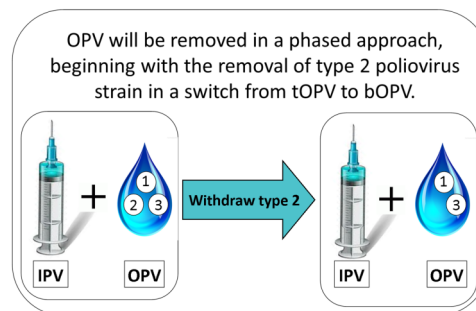 OPV will be removed in a phased approach,
beginning with the removal of type 2 poliovirus
strain in a switch from tOPV to bOPV.
1
2 3
Withdraw type 2
1
3
IPV OPV
IPV OPV